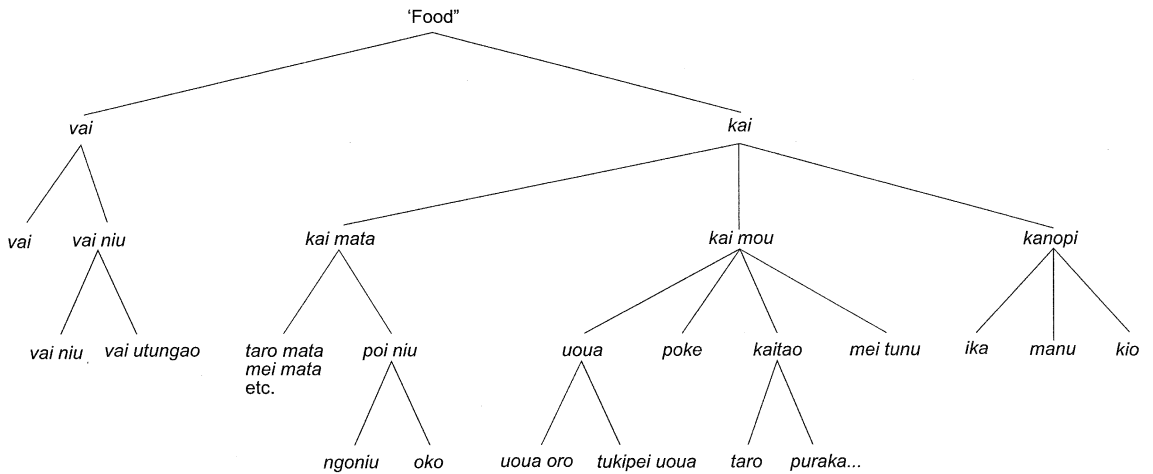 ‘Food”
vai
kai
vai
vai niu
kai mata
kai mou
kanopi
vai niu
vai utungao
taro mata
mei mata
etc.
poi niu
uoua
poke
kaitao
mei tunu
ika
manu
kio
ngoniu
oko
uoua oro
tukipei uoua
taro
puraka...